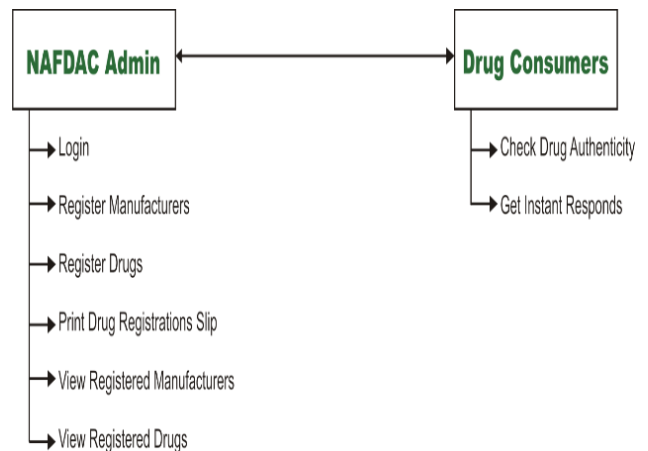 NAFDAC Admin
Login
Register Manufacturers
Register Drugs
Print Drug Registrations Slip
View Registered Manufacturers
View Registered Drugs
Drug Consumers
Check Drug Authenticity
Get Instant Responds